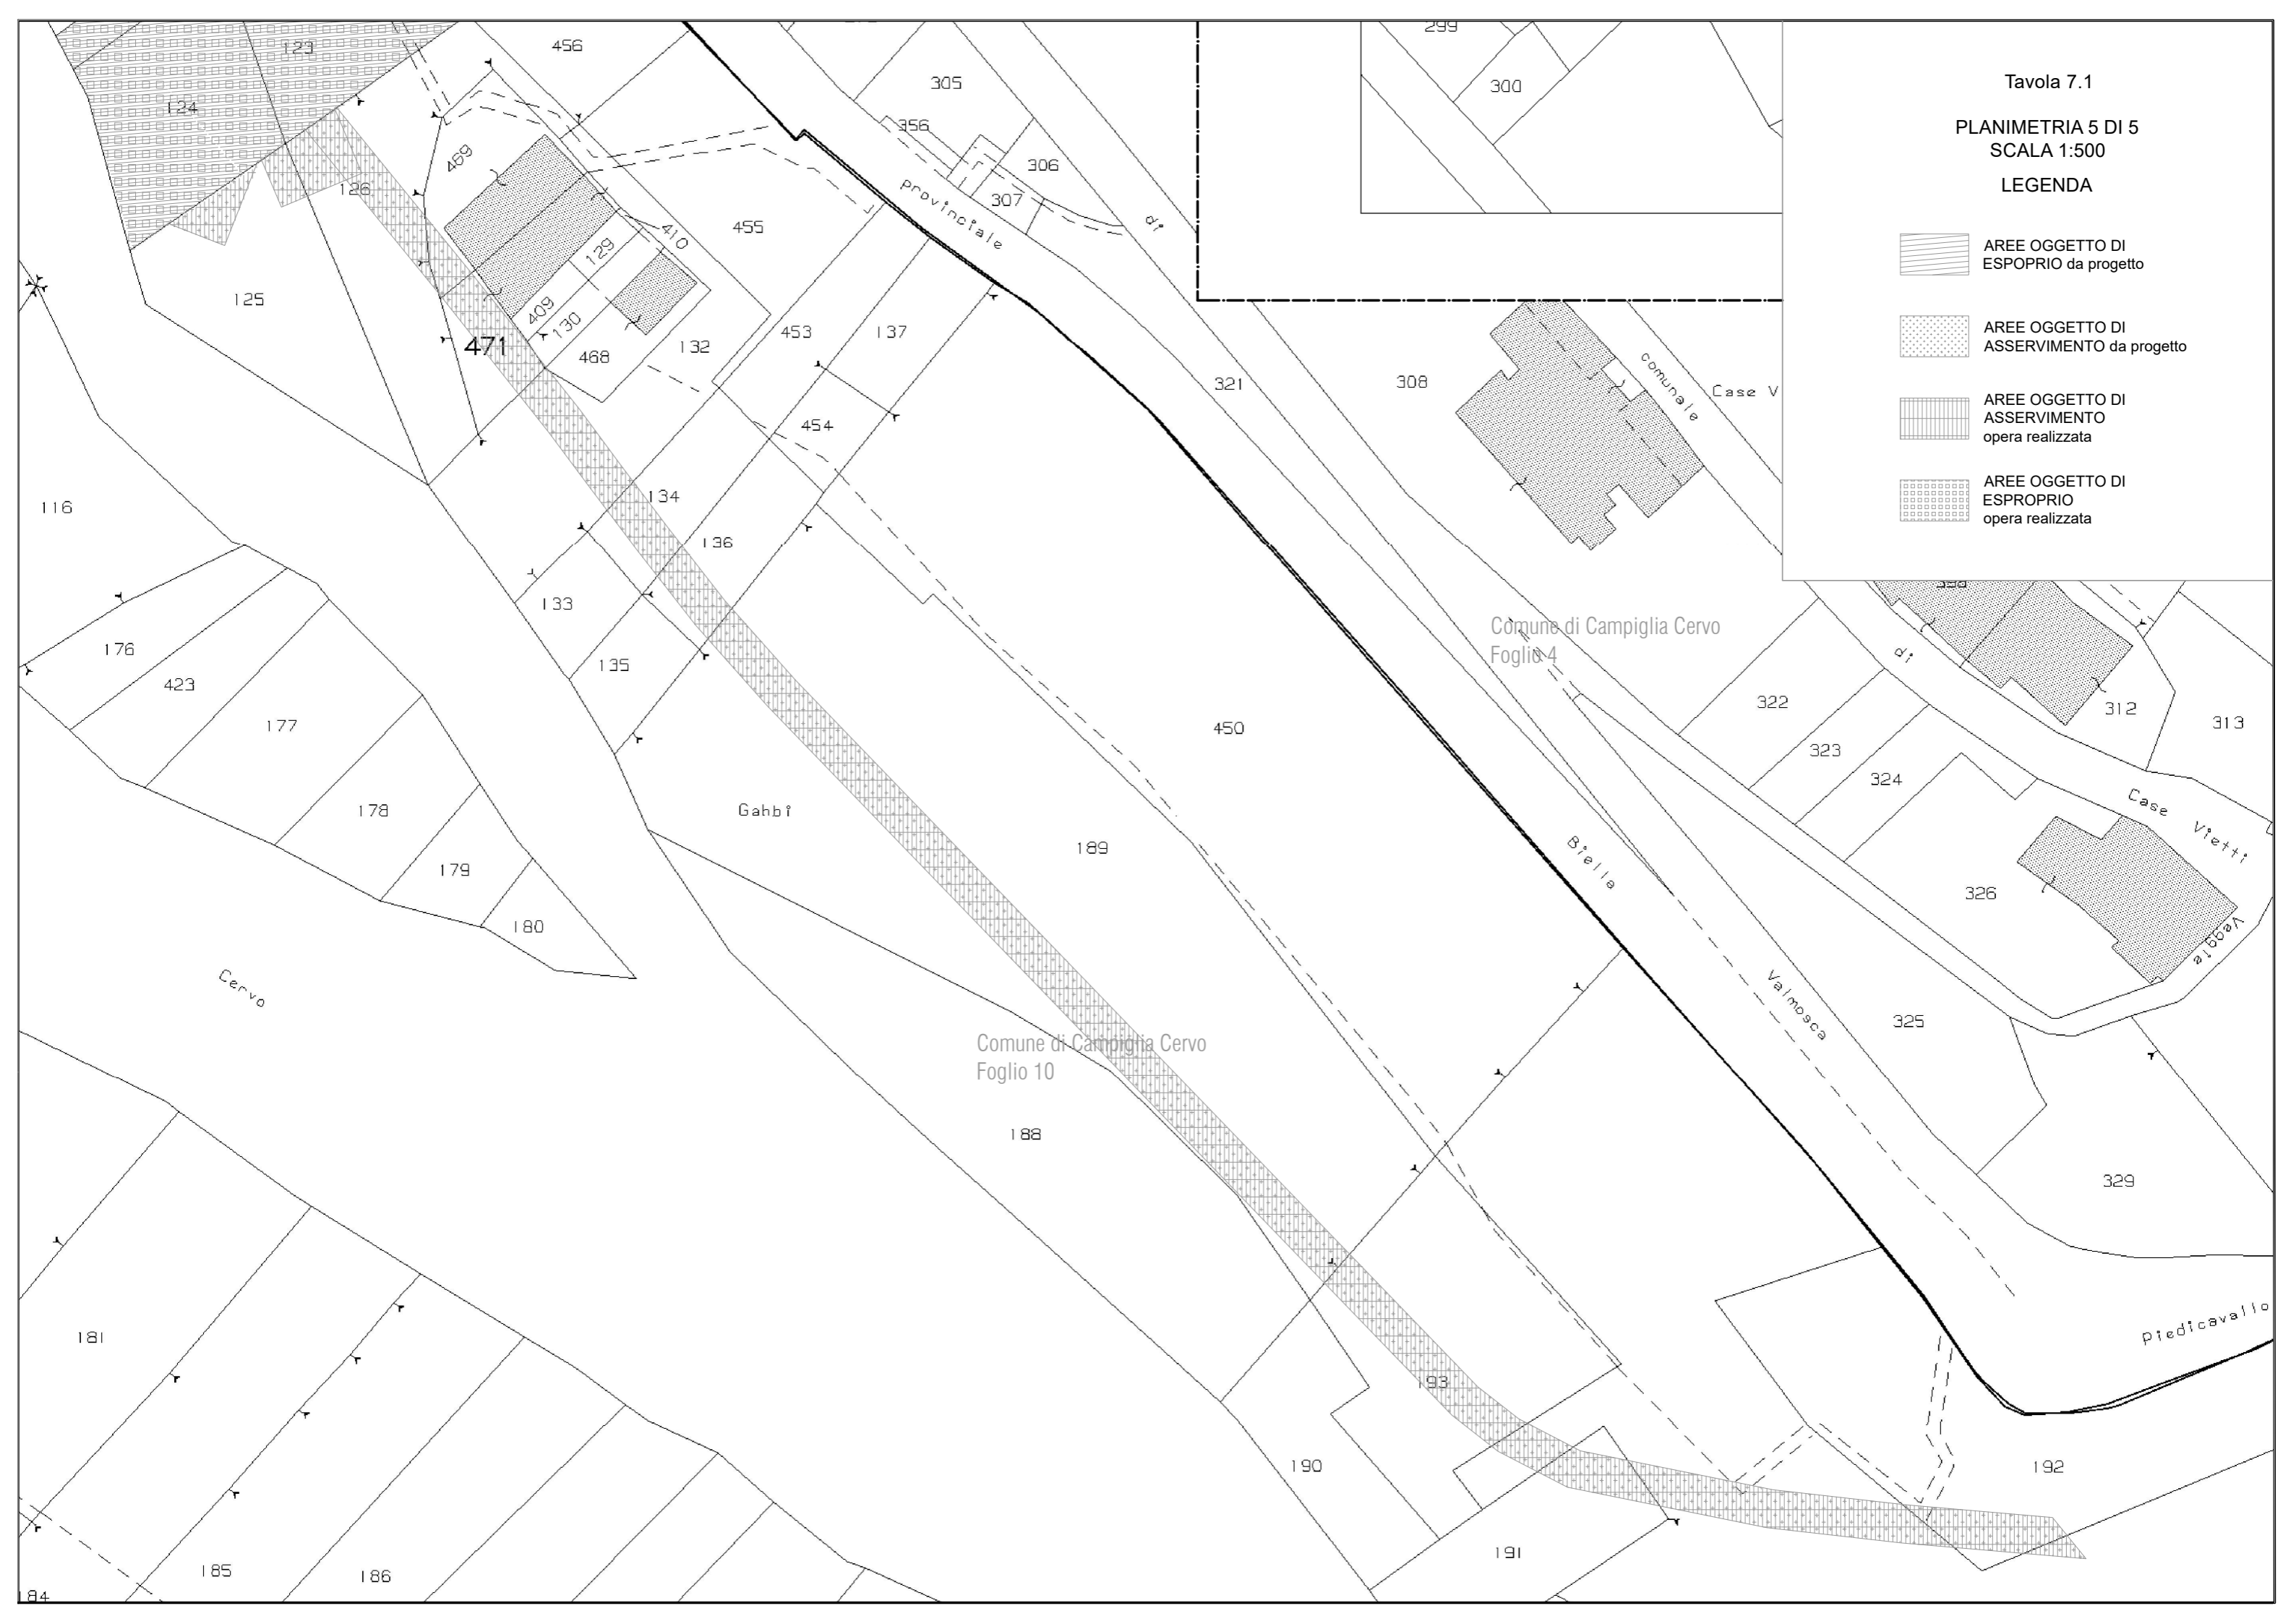 Tavola 7.1
PLANIMETRIA 5 DI 5
SCALA 1:500
LEGENDA
AREE OGGETTO DI
ESPOPRIO da progetto
AREE OGGETTO DI
ASSERVIMENTO da progetto
AREE OGGETTO DI
ASSERVIMENTO
opera realizzata
AREE OGGETTO DI
ESPROPRIO
opera realizzata
299
300
123
456
124
305
356
306
307
469
126
provinciale
di
455
410
129
125
409
130
471
468
132
453
137
321
308
comunale
Case V
454
116
134
136
133
135
176
423
177
178
179
180
Comune di Campiglia Cervo
Foglio 4
di
322
312
313
323
324
450
Case Vietti
Gahbi
189
Biella
326
Veggie
Cervo
Valmosca
325
Comune di Campiglia Cervo
Foglio 10
188
329
181
Piedicavallo
193
190
192
191
185
186
184